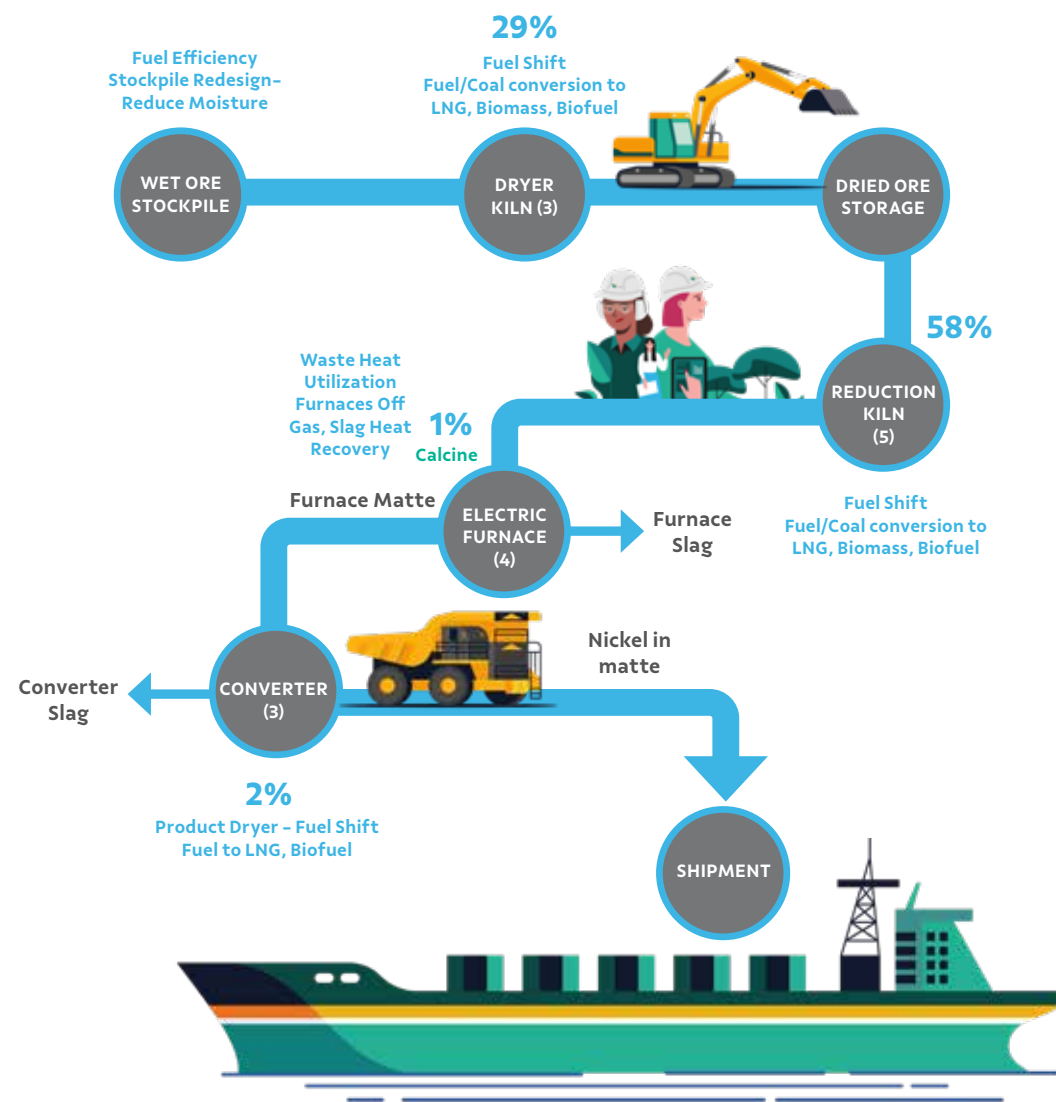 29%
Fuel Efficiency
Stockpile Redesign–
Reduce Moisture
Fuel Shift
Fuel/Coal conversion to
LNG, Biomass, Biofuel
WET ORE
STOCKPILE
DRYER
KILN (3)
DRIED ORE
STORAGE
58%
REDUCTION
KILN
(5)
Fuel Shift
Fuel/Coal conversion to
LNG, Biomass, Biofuel
Waste Heat
Utilization
Furnaces Off
Gas, Slag Heat
Recovery
1%
Calcine
Furnace Matte
ELECTRIC
FURNACE
(4)
Furnace
Slag
Nickel in
matte
Converter
Slag
CONVERTER
(3)
2%
Product Dryer – Fuel Shift
Fuel to LNG, Biofuel
SHIPMENT